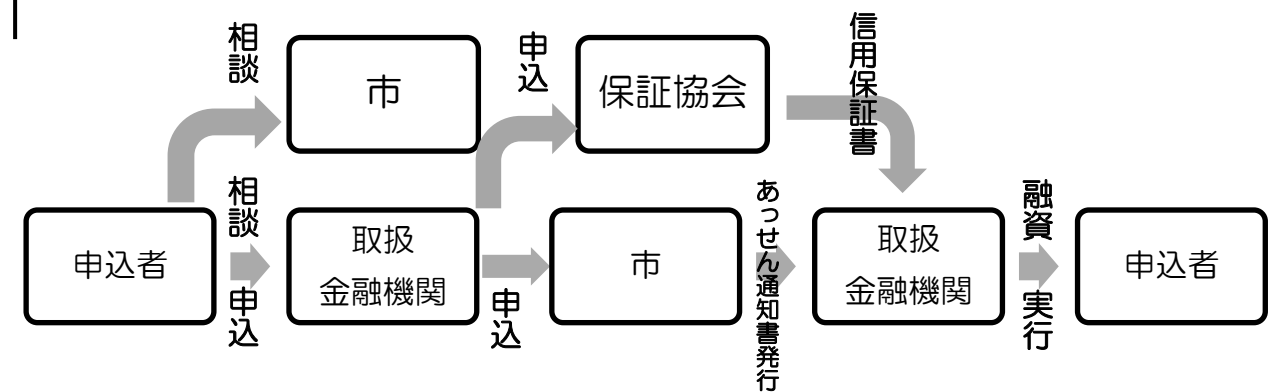 相談
市
申込
保証協会
信用保証書
申込者
相談
申込
取扱
金融機関
申込
市
あっせん通知書発行
取扱
金融機関
融資
実行
申込者